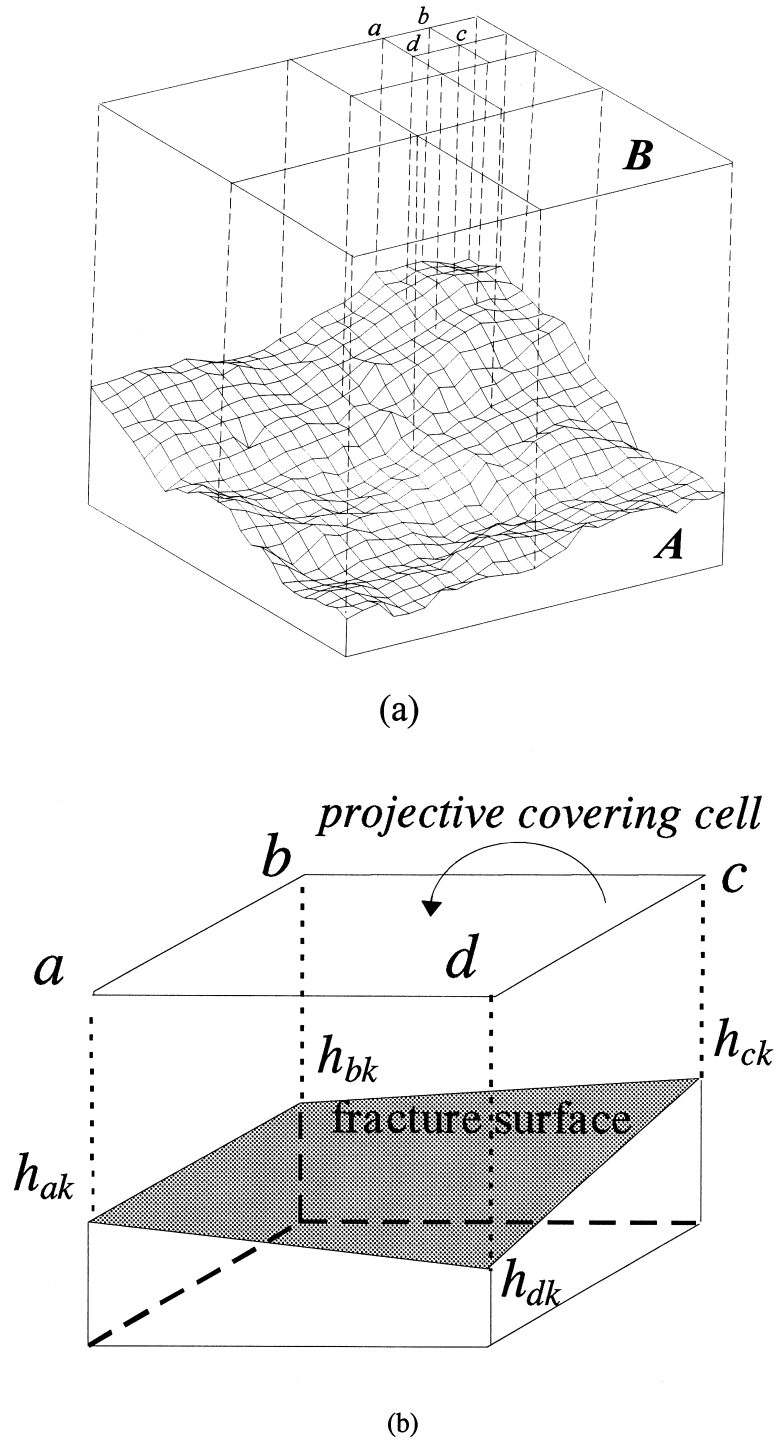 b
a
d c
B
A
(a)
projective covering cell
b
c
a
d
h_ck
h_bk
fracture surface
h_ak
h_dk
(b)